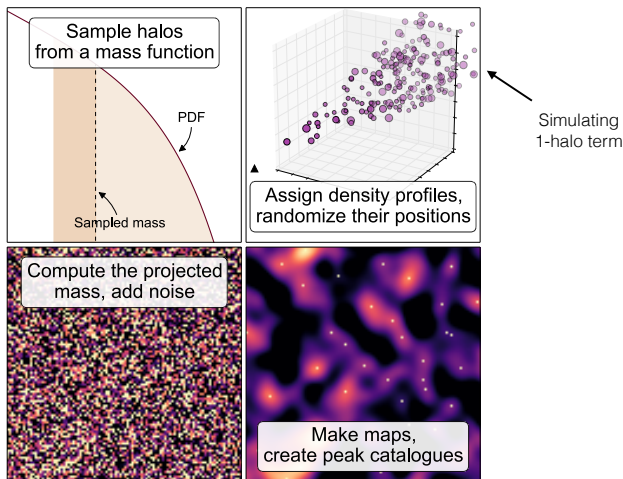 Sample halos
from a mass function
PDF
Sampled mass
Assign density profiles,
randomize their positions
Simulating
1-halo term
Compute the projected
mass, add noise
Make maps,
create peak catalogues